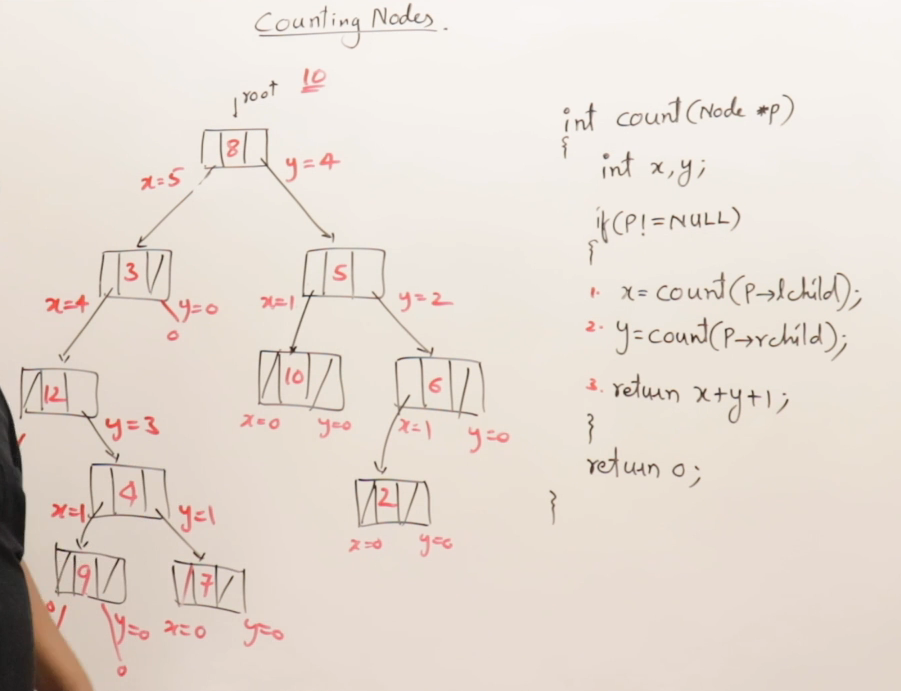 Counting Nodes.
root 10
8
x=5 y=4
3 5
x=4 y=0 x=1 y=2
0
12 10 6
y=3 x=0 y=0 x=1 y=0
4 2
x=1 y=1 x=0 y=0
9 7
0 y=0 x=0 y=0
0
int count(Node *p)
{
int x,y;
if(P!=NULL)
{
1. x=count(P→lchild);
2. y=count(P→rchild);
3. return x+y+1;
}
return 0;
}